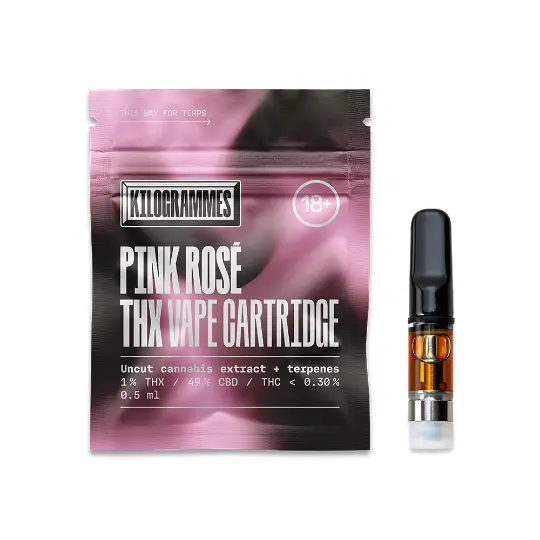 THIS WAY FOR TERPS
KILOGRAMMES
18+
PINK ROSÉ
THX VAPE CARTRIDGE
Uncut cannabis extract + terpenes
1% THX / 49% CBD / THC < 0.30%
0.5 ml